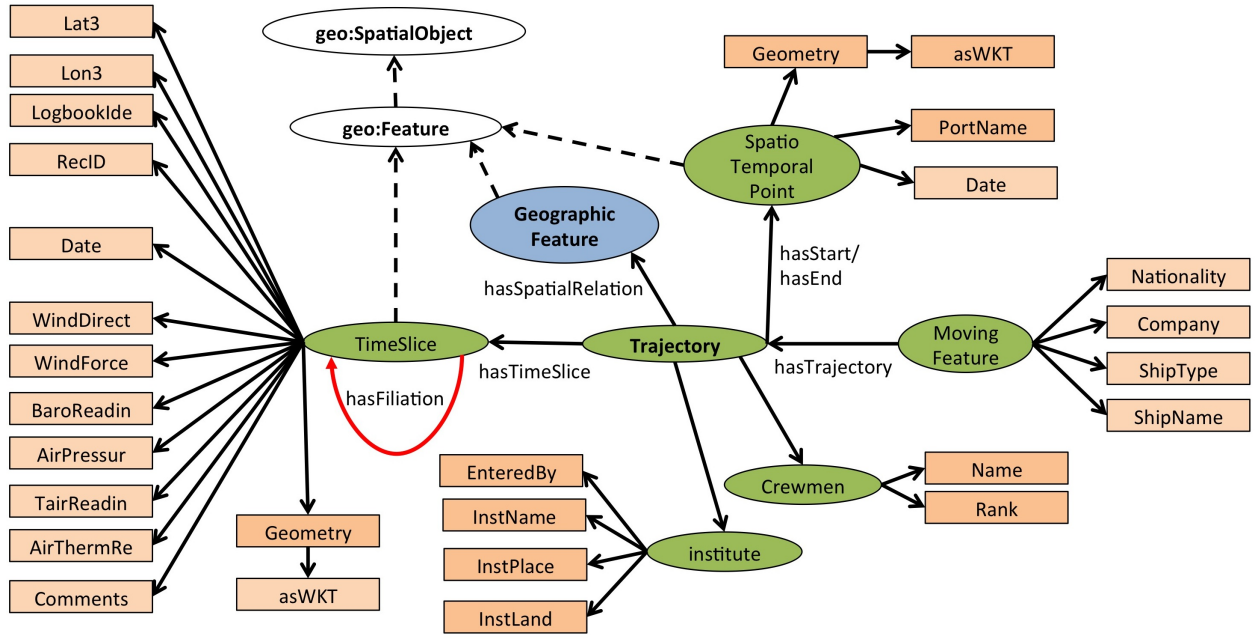 Lat3
geo:SpatialObject
Geometry
asWKT
Lon3
LogbookIde
geo:Feature
PortName
RecID
Spatio
Temporal
Point
Date
Geographic
Feature
Date
hasStart/
hasEnd
hasSpatialRelation
Nationality
WindDirect
Company
TimeSlice
Trajectory
Moving
Feature
WindForce
hasTimeSlice
hasTrajectory
ShipType
hasFiliation
BaroReadin
ShipName
AirPressur
EnteredBy
Name
Crewmen
TairReadin
InstName
Rank
Geometry
AirThermRe
institute
InstPlace
Comments
asWKT
InstLand